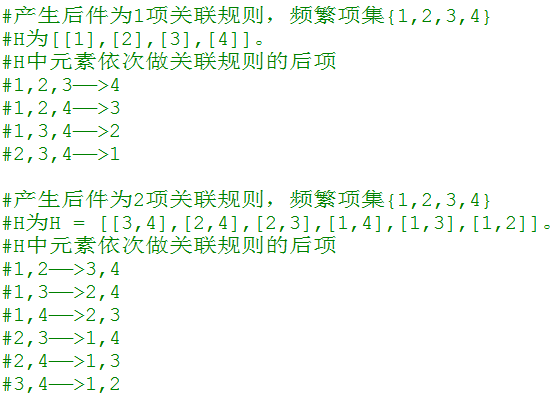 #产生后件为1项关联规则，频繁项集{1,2,3,4}
#H为[[1],[2],[3],[4]]。
#H中元素依次做关联规则的后项
#1,2,3——>4
#1,2,4——>3
#1,3,4——>2
#2,3,4——>1
#产生后件为2项关联规则，频繁项集{1,2,3,4}
#H为H = [[3,4],[2,4],[2,3],[1,4],[1,3],[1,2]]。
#H中元素依次做关联规则的后项
#1,2——>3,4
#1,3——>2,4
#1,4——>2,3
#2,3——>1,4
#2,4——>1,3
#3,4——>1,2